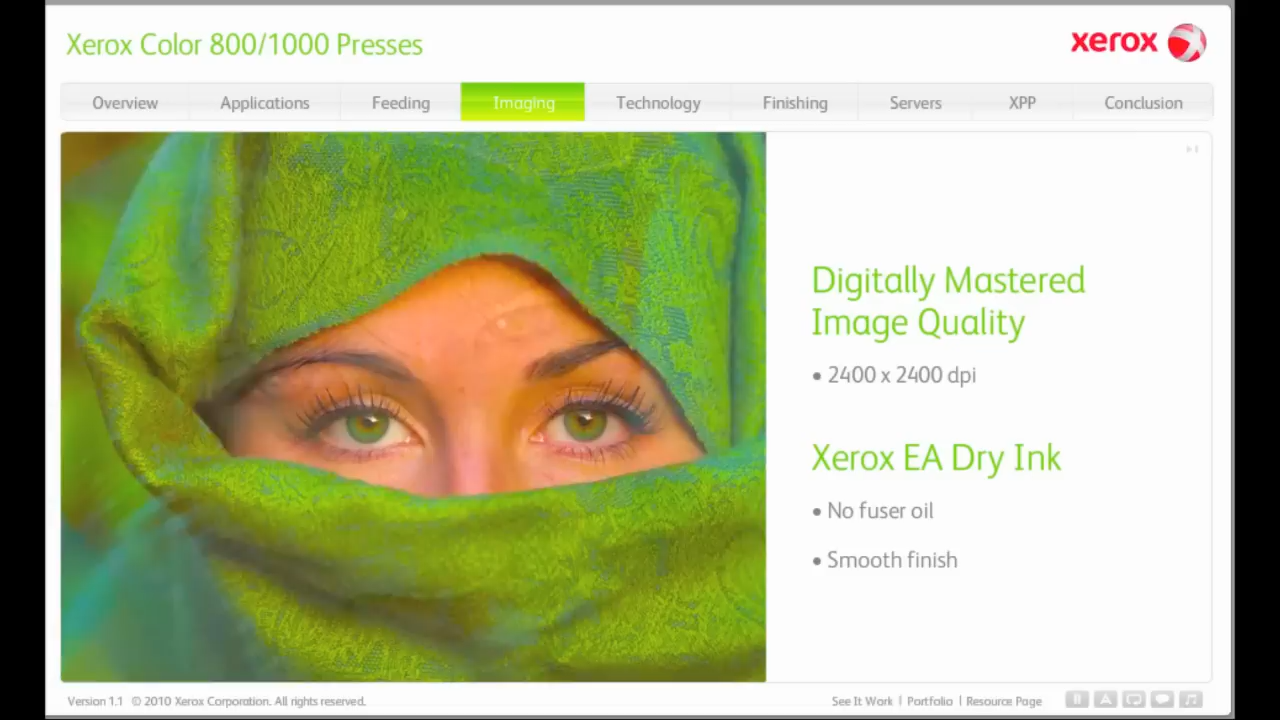 Xerox Color 800/1000 Presses
xerox
Overview
Applications
Feeding
Imaging
Technology
Finishing
Servers
XPP
Conclusion
Digitally Mastered
Image Quality
• 2400 x 2400 dpi
Xerox EA Dry Ink
• No fuser oil
• Smooth finish
Version 1.1 © 2010 Xerox Corporation. All rights reserved.
See It Work | Portfolio | Resource Page